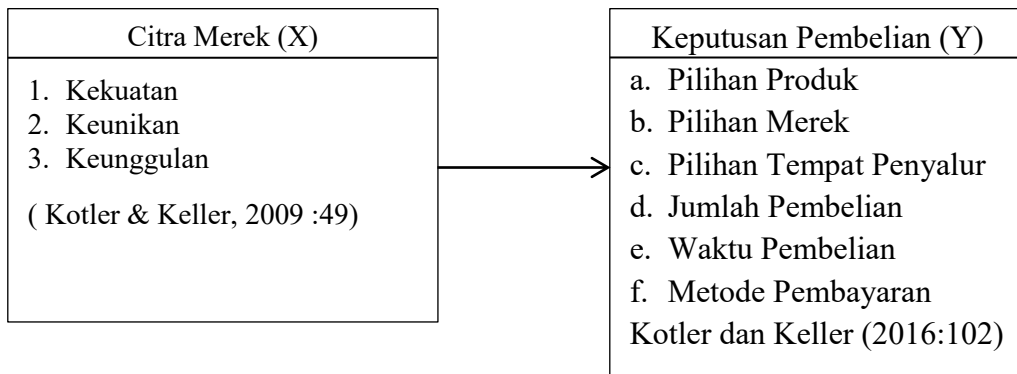 Citra Merek (X)
1. Kekuatan
2. Keunikan
3. Keunggulan
( Kotler & Keller, 2009 :49)
Keputusan Pembelian (Y)
a. Pilihan Produk
b. Pilihan Merek
c. Pilihan Tempat Penyalur
d. Jumlah Pembelian
e. Waktu Pembelian
f. Metode Pembayaran
Kotler dan Keller (2016:102)